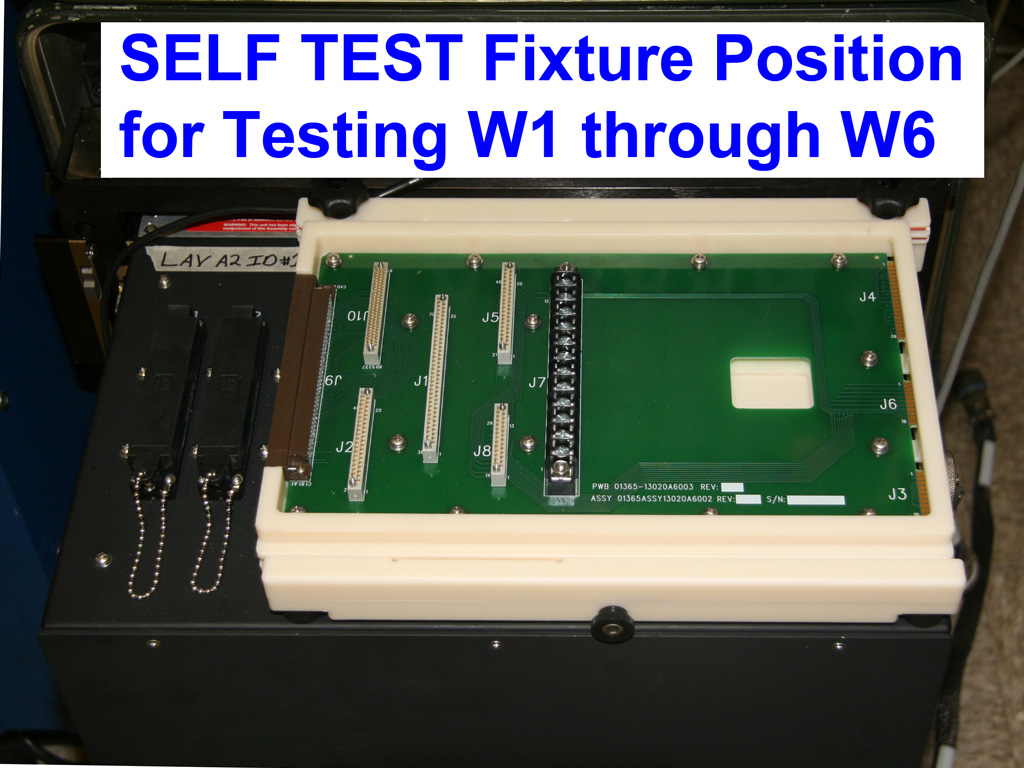 SELF TEST Fixture Position
for Testing W1 through W6
LAV A2 ID #1
J10
J5
J4
J9
J1
J7
J6
J2
J8
J3
PWB 01365-13020A6003 REV:
ASSY 01365ASSY13020A6002 REV: S/N: